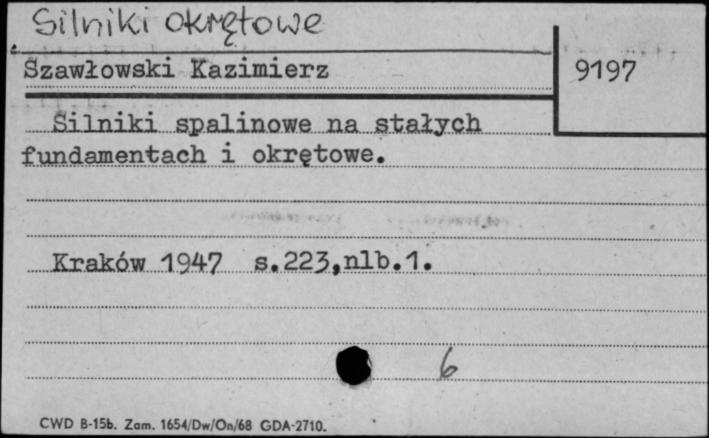 Silniki okrętowe
Szawłowski Kazimierz
9197
Silniki spalinowe na stałych
fundamentach i okrętowe.
Kraków 1947 s.223,nlb.1.
6
CWD B-15b. Zam. 1654/Dw/On/68 GDA-2710.